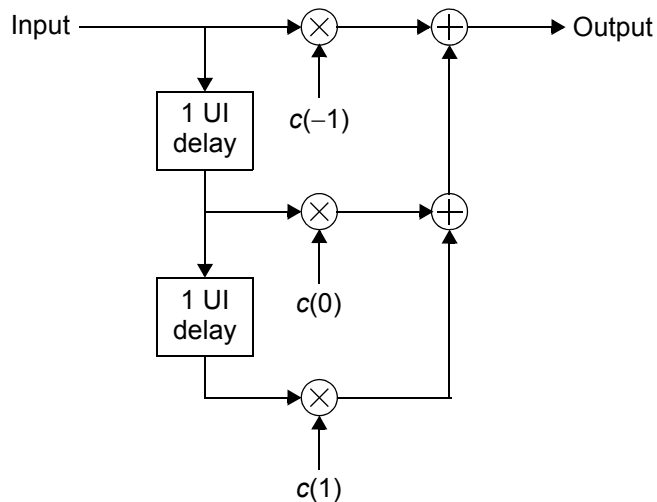 Input
Output
1 UI
delay
c(−1)
1 UI
delay
c(0)
c(1)